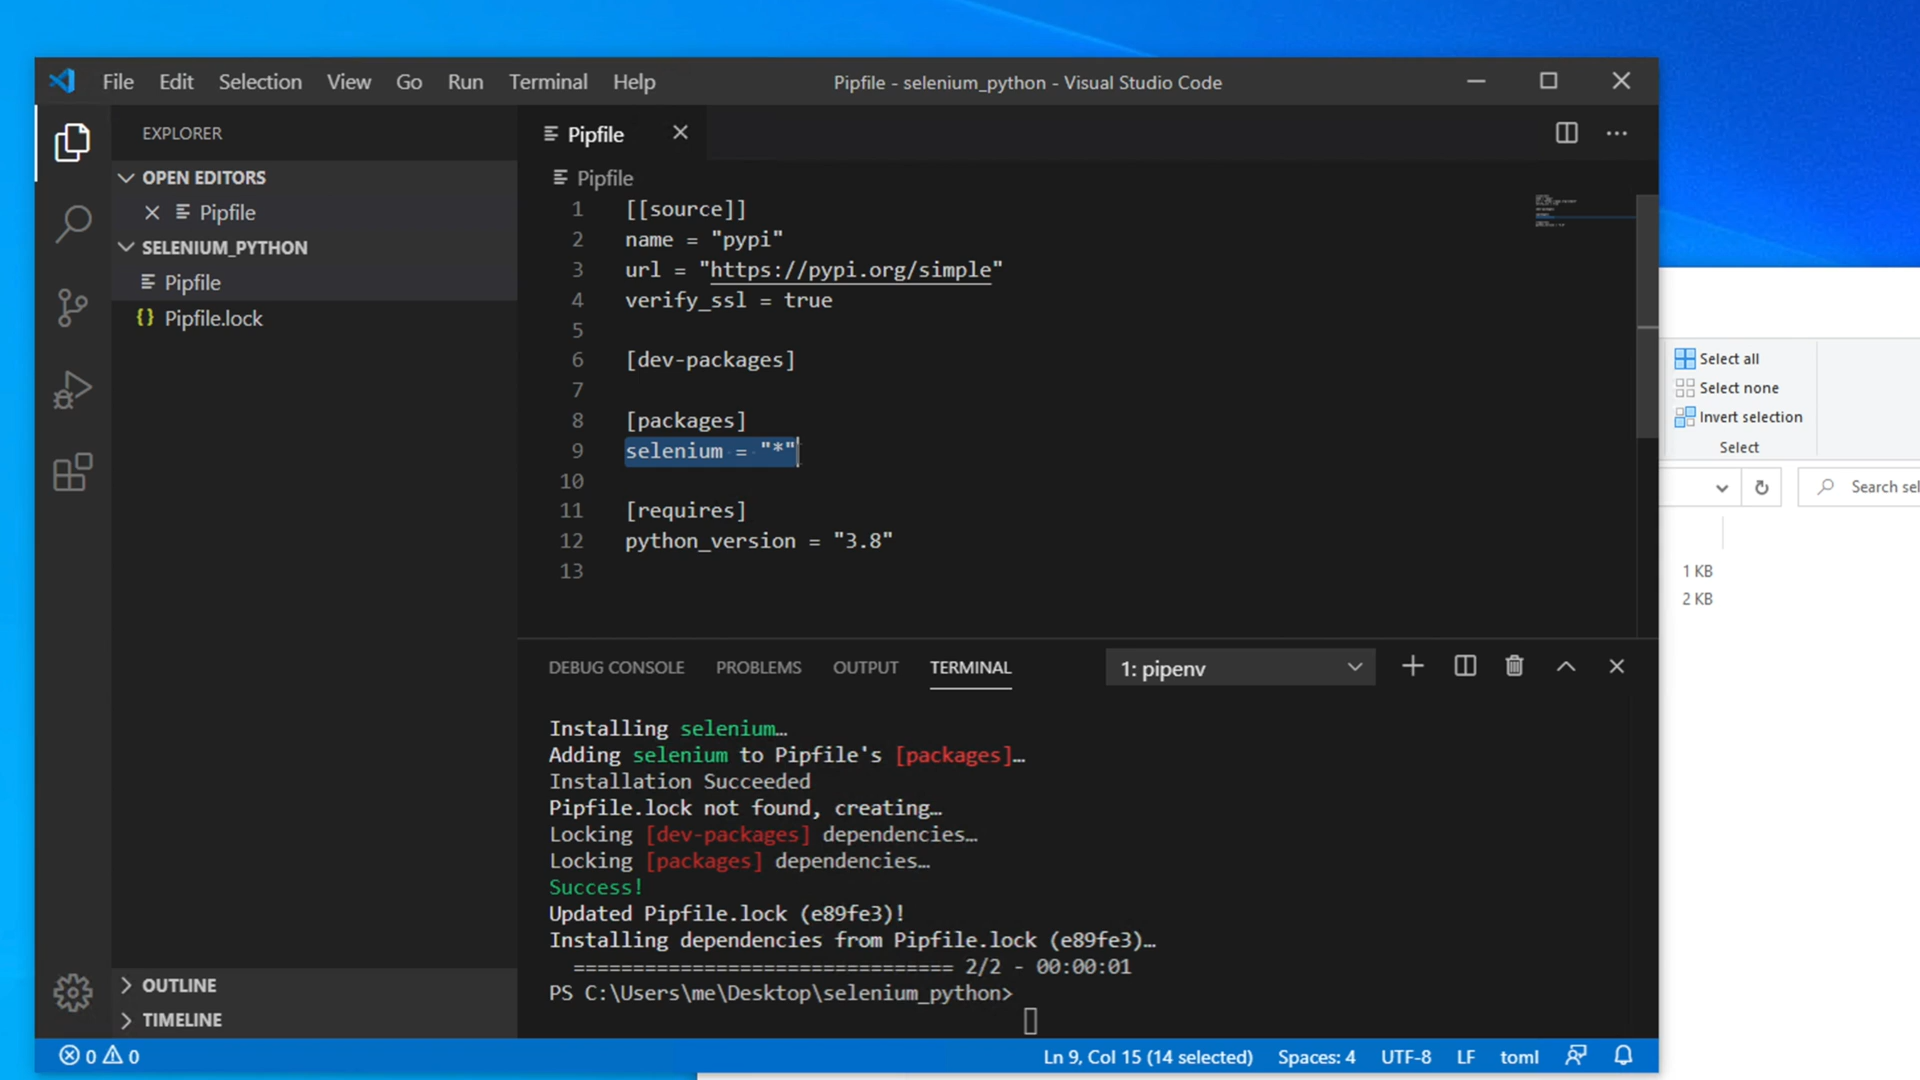 File Edit Selection View Go Run Terminal Help
Pipfile - selenium_python - Visual Studio Code
EXPLORER
OPEN EDITORS
Pipfile
SELENIUM_PYTHON
Pipfile
Pipfile.lock
OUTLINE
TIMELINE
Pipfile
Pipfile
1 [[source]]
2 name = "pypi"
3 url = "https://pypi.org/simple"
4 verify_ssl = true
5
6 [dev-packages]
7
8 [packages]
9 selenium = "*"
10
11 [requires]
12 python_version = "3.8"
13
DEBUG CONSOLE PROBLEMS OUTPUT TERMINAL
1: pipenv
Installing selenium…
Adding selenium to Pipfile's [packages]…
Installation Succeeded
Pipfile.lock not found, creating…
Locking [dev-packages] dependencies…
Locking [packages] dependencies…
Success!
Updated Pipfile.lock (e89fe3)!
Installing dependencies from Pipfile.lock (e89fe3)…
================================ 2/2 - 00:00:01
PS C:\Users\me\Desktop\selenium_python>
0 0
Ln 9, Col 15 (14 selected) Spaces: 4 UTF-8 LF toml
Select all
Select none
Invert selection
Select
Search sel
1 KB
2 KB